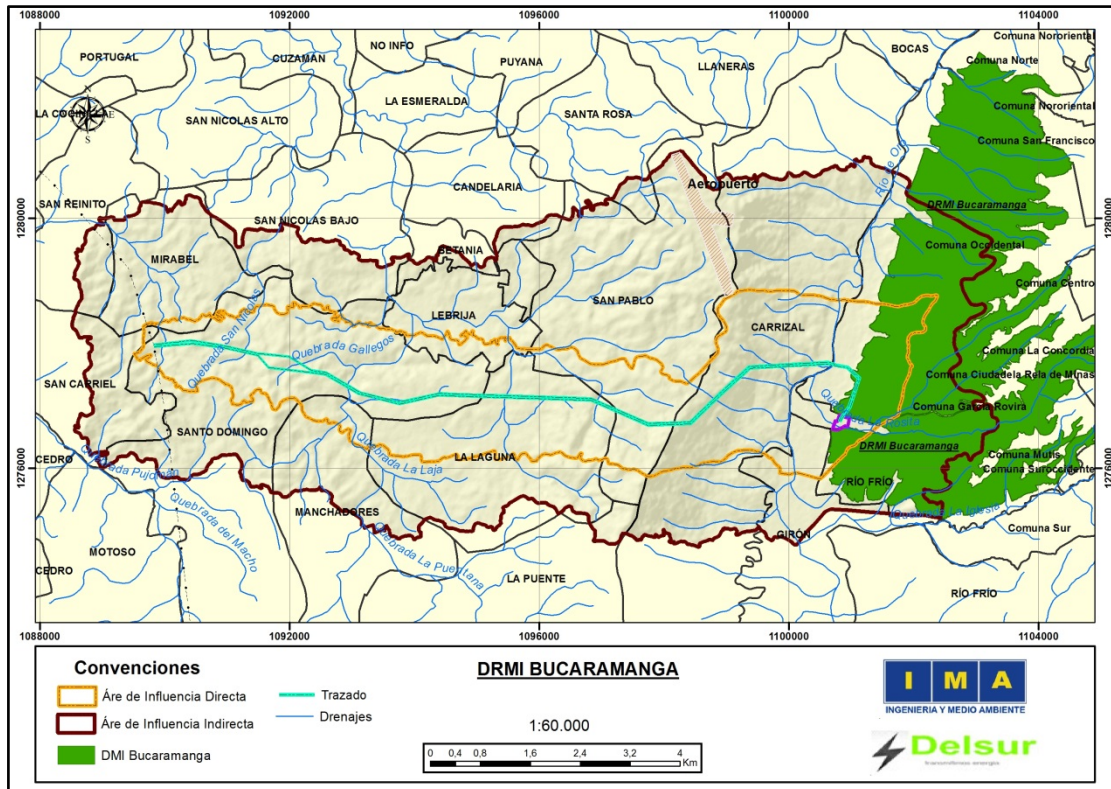 1088000
1092000
1096000
1100000
1104000
PORTUGAL
CUZAMAN
NO INFO
PUYANA
LLANERAS
BOCAS
Comuna Nororiental
Comuna Norte
LA ESMERALDA
SANTA ROSA
Comuna Nororiental
N
E
S
SAN NICOLAS ALTO
Comuna San Francisco
CANDELARIA
Aeropuerto
SAN REINITO
DRMI Bucaramanga
1280000
SAN NICOLAS BAJO
BETANIA
Comuna Occidental
MIRABEL
Comuna Centro
SAN PABLO
LEBRIJA
CARRIZAL
Quebrada San Nicolas
Quebrada Gallegos
Comuna La Concordia
SAN CARRIEL
Comuna Ciudadela Rela de Minas
Quebrada La Rosita
Comuna García Rovira
SANTO DOMINGO
DRMI Bucaramanga
Quebrada La Laja
LA LAGUNA
Comuna Mutis
CEDRO
Comuna Suroccidente
1276000
1276000
RÍO FRÍO
Quebrada del Macho
MANCHADORES
Quebrada La Iglesia
GIRÓN
Comuna Sur
MOTOSO
CEDRO
LA PUENTE
RÍO FRÍO
1088000
1092000
1096000
1100000
1104000
Convenciones
Áre de Influencia Directa
Áre de Influencia Indirecta
DMI Bucaramanga
Trazado
Drenajes
DRMI BUCARAMANGA
1:60.000
0 0,4 0,8 1,6 2,4 3,2 4
Km
I M A
INGENIERIA Y MEDIO AMBIENTE
Delsur